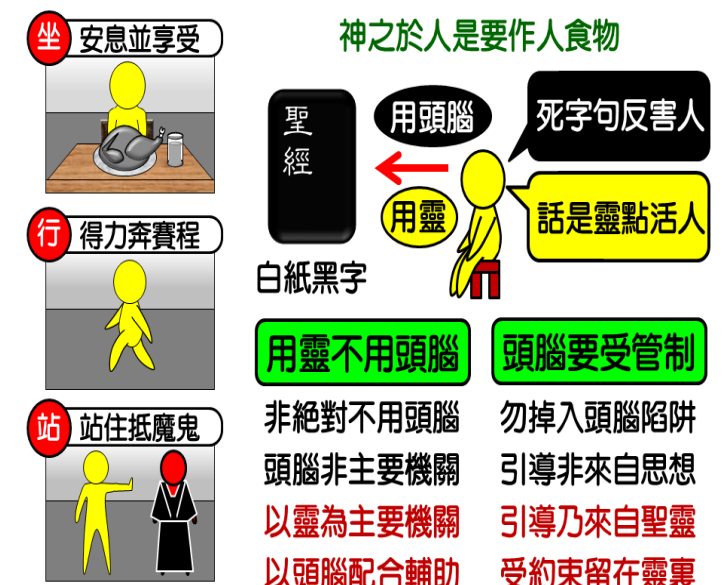 神之於人是要作人食物
坐 安息並享受
行 得力奔賽程
站 站住抵魔鬼
聖經
白紙黑字
用頭腦
用靈
死字句反害人
話是靈點活人
用靈不用頭腦
非絕對不用頭腦
頭腦非主要機關
以靈為主要機關
以頭腦配合輔助
頭腦要受管制
勿掉入頭腦陷阱
引導非來自思想
引導乃來自聖靈
受約束留在靈裏